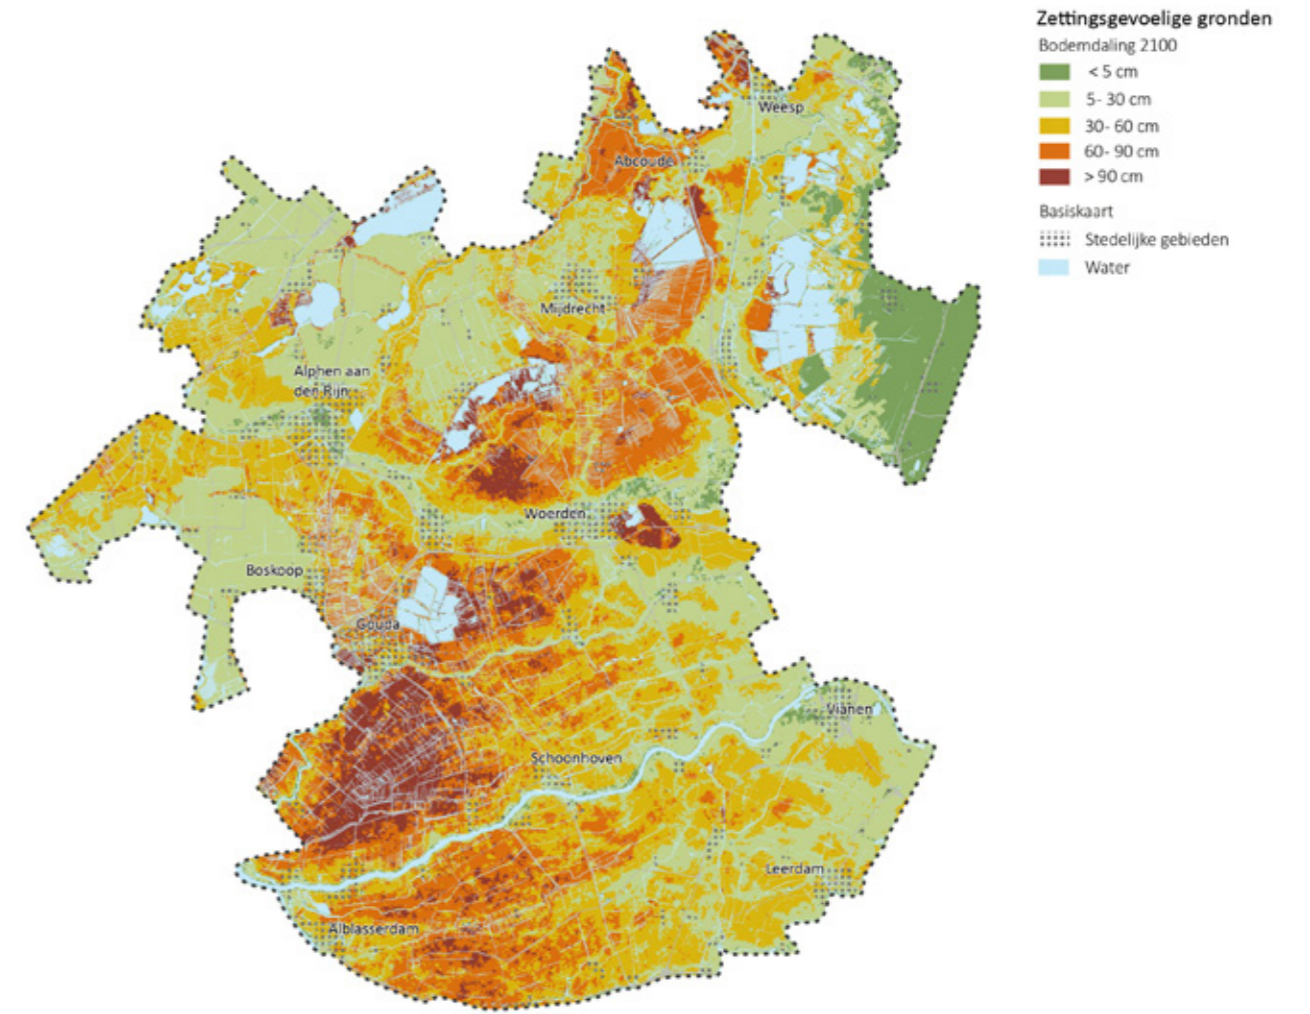 Zettingsgevoelige gronden
Bodemdaling 2100
< 5 cm
5- 30 cm
30- 60 cm
60- 90 cm
> 90 cm
Basiskaart
Stedelijke gebieden
Water
Weesp
Abcoude
Mijdrecht
Alphen aan
den Rijn
Woerden
Boskoop
Gouda
Vianen
Schoonhoven
Leerdam
Alblasserdam